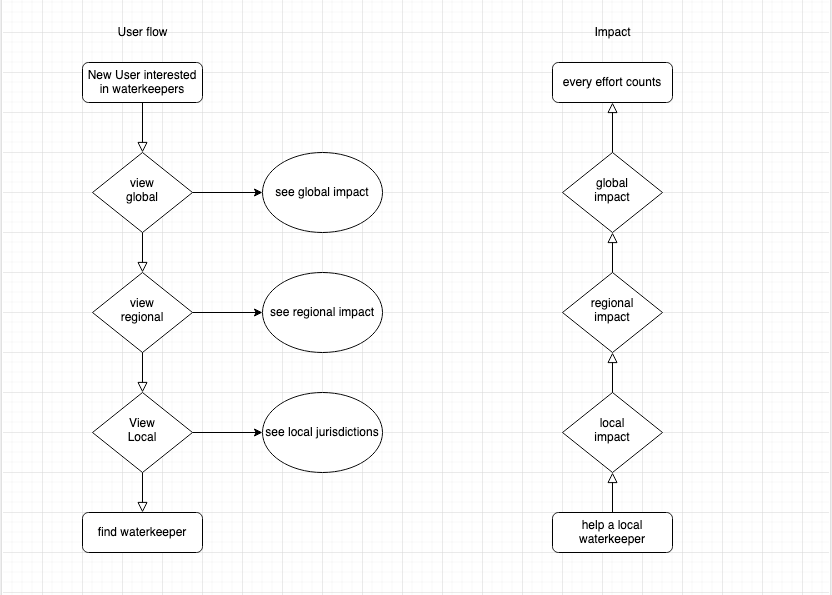 User flow
New User interested
in waterkeepers
view
global
see global impact
view
regional
see regional impact
View
Local
see local jurisdictions
find waterkeeper
Impact
every effort counts
global
impact
regional
impact
local
impact
help a local
waterkeeper